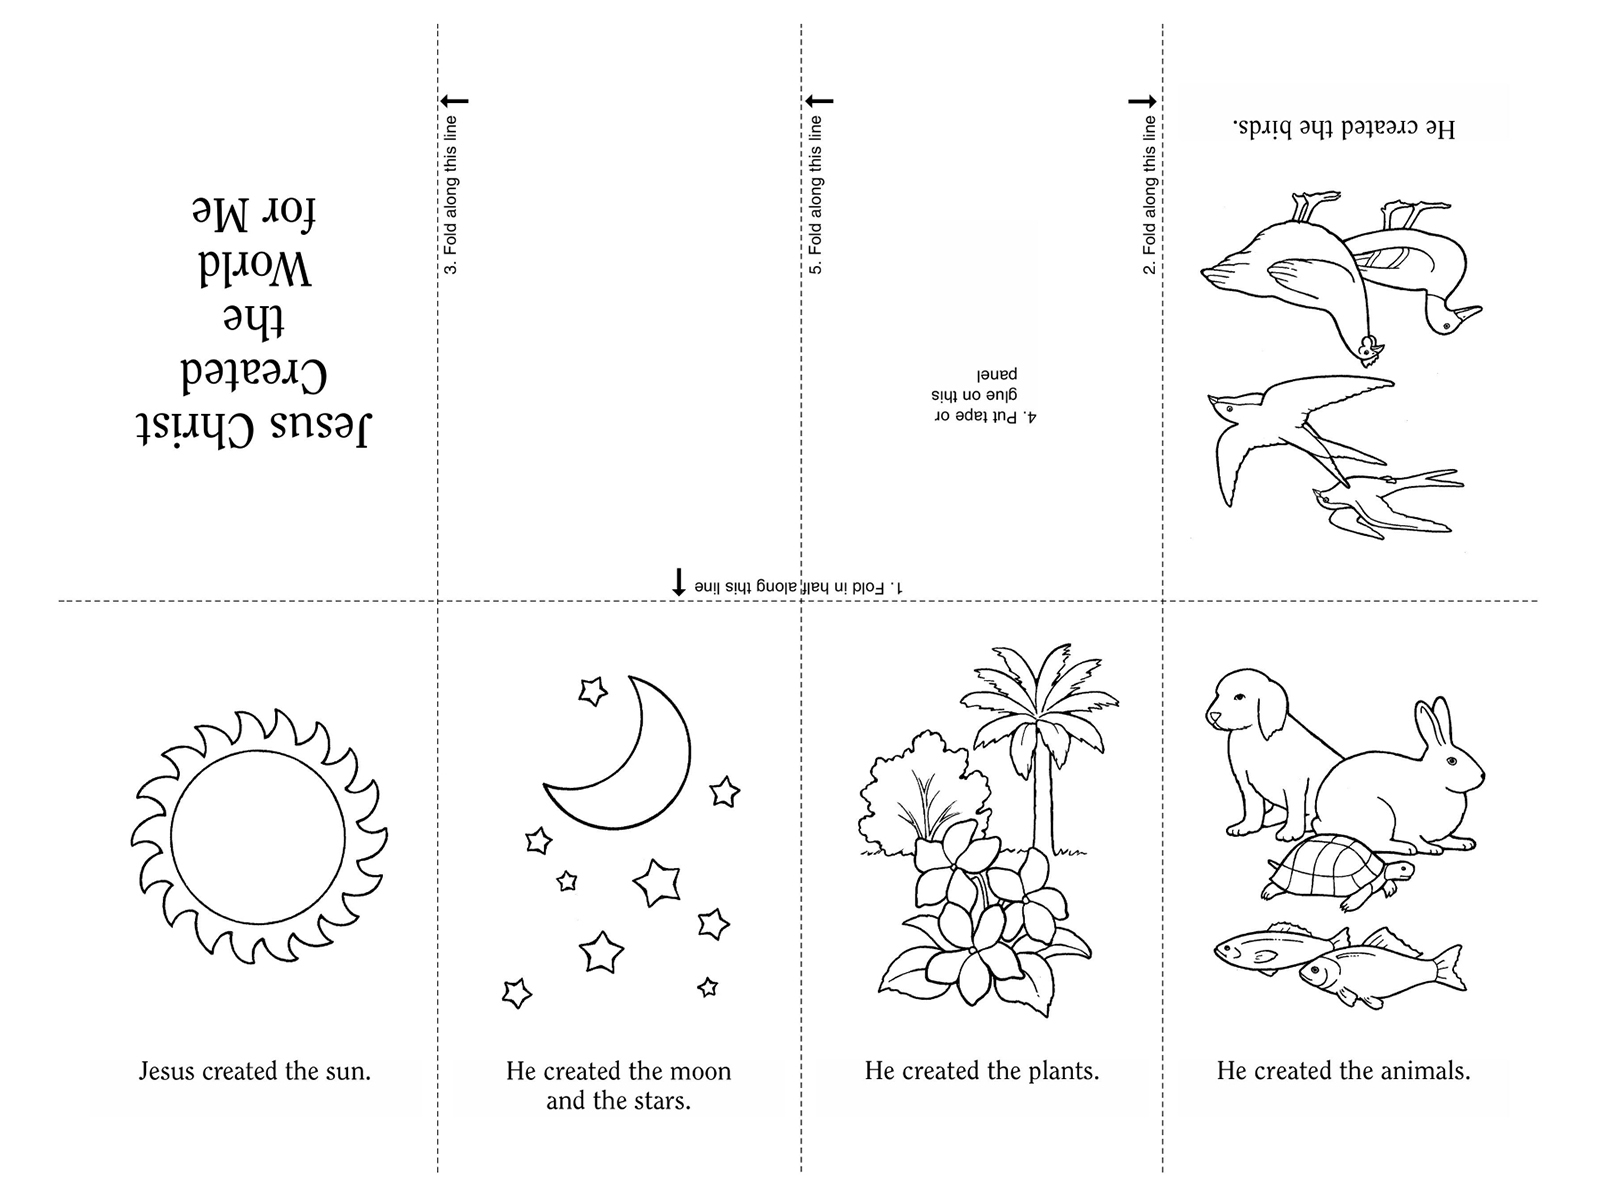 Jesus Christ
Created
the
World
for Me
3. Fold along this line
5. Fold along this line
4. Put tape or
glue on this
panel
2. Fold along this line
He created the birds.
1. Fold in half along this line
Jesus created the sun.
He created the moon
and the stars.
He created the plants.
He created the animals.